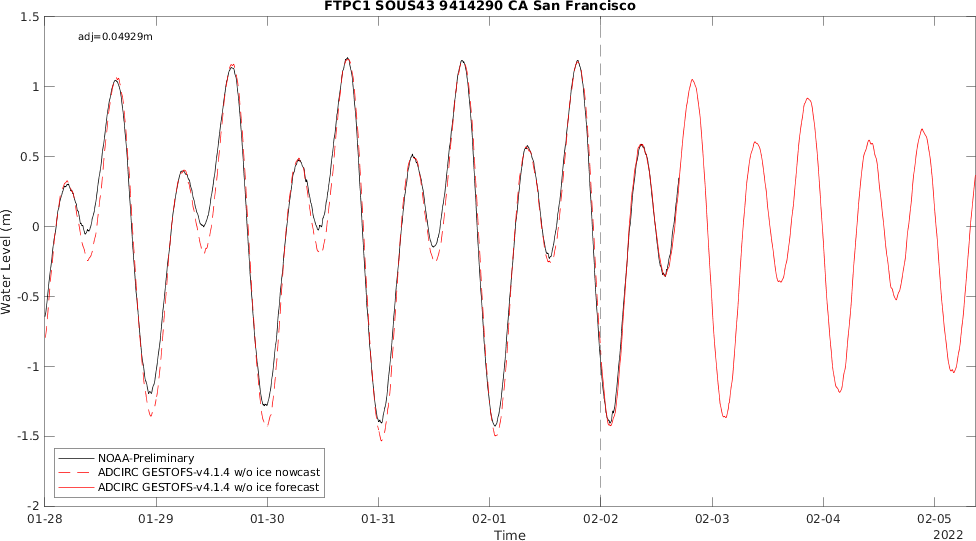 FTPC1 SOUS43 9414290 CA San Francisco
adj=0.04929m
1.5
1
0.5
0
-0.5
-1
-1.5
-2
Water Level (m)
NOAA-Preliminary
ADCIRC GESTOFS-v4.1.4 w/o ice nowcast
ADCIRC GESTOFS-v4.1.4 w/o ice forecast
01-28 01-29 01-30 01-31 02-01 02-02 02-03 02-04 02-05
Time
2022